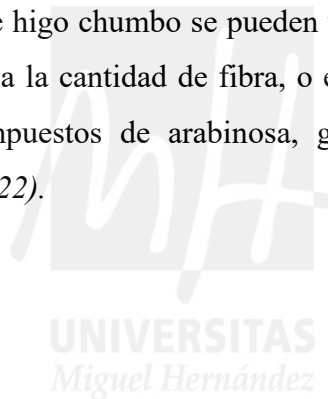 e higo chumbo se pueden
a la cantidad de fibra, o e
mpuestos de arabinosa, g
22).
UNIVERSITAS
Miguel Hernández